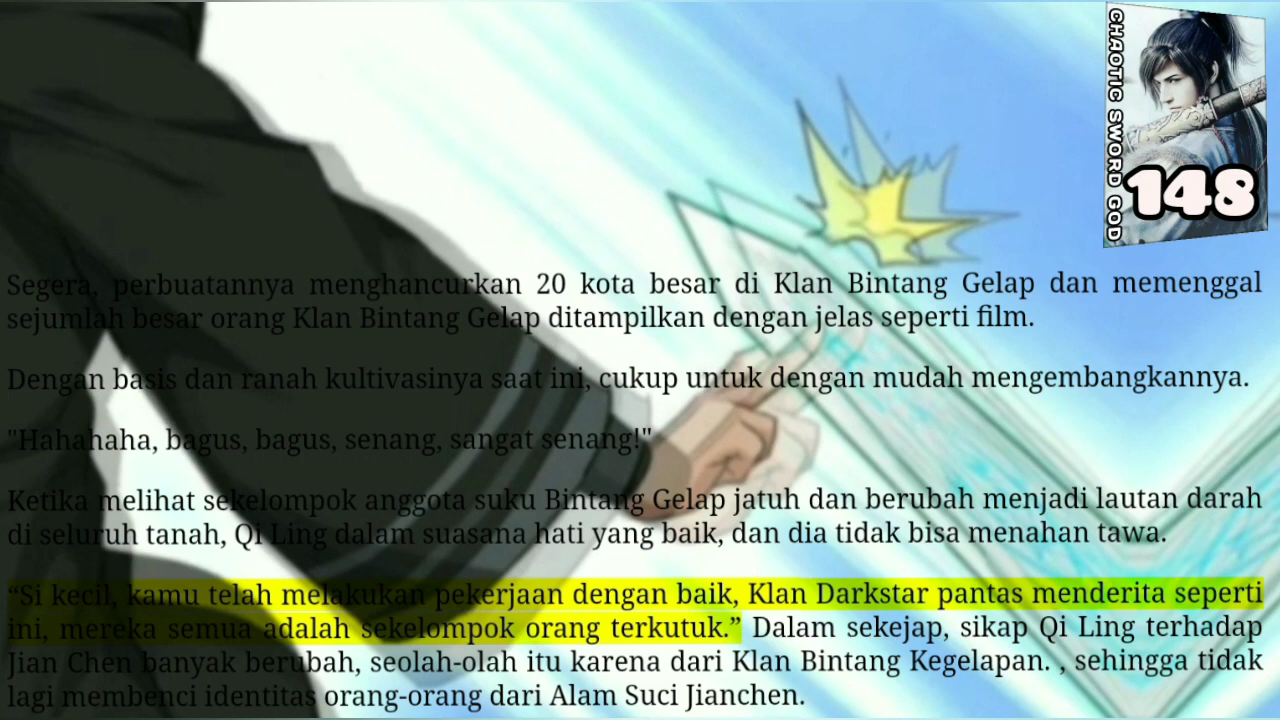 CHAOTIC SWORD GOD
148
Segera, perbuatannya menghancurkan 20 kota besar di Klan Bintang Gelap dan memenggal
sejumlah besar orang Klan Bintang Gelap ditampilkan dengan jelas seperti film.
Dengan basis dan ranah kultivasinya saat ini, cukup untuk dengan mudah mengembangkannya.
"Hahahaha, bagus, bagus, senang, sangat senang!"
Ketika melihat sekelompok anggota suku Bintang Gelap jatuh dan berubah menjadi lautan darah
di seluruh tanah, Qi Ling dalam suasana hati yang baik, dan dia tidak bisa menahan tawa.
“Si kecil, kamu telah melakukan pekerjaan dengan baik, Klan Darkstar pantas menderita seperti
ini, mereka semua adalah sekelompok orang terkutuk.” Dalam sekejap, sikap Qi Ling terhadap
Jian Chen banyak berubah, seolah-olah itu karena dari Klan Bintang Kegelapan. , sehingga tidak
lagi membenci identitas orang-orang dari Alam Suci Jianchen.